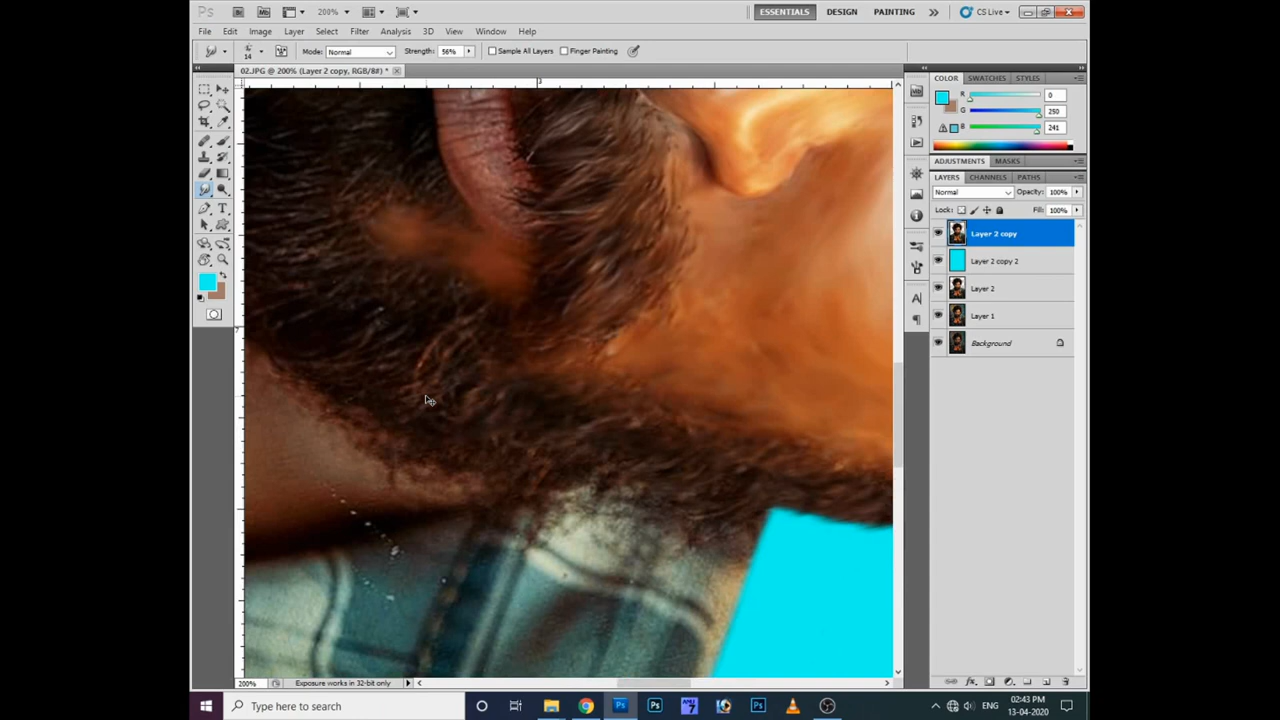 Ps Br Mb 200% ESSENTIALS DESIGN PAINTING CS Live
File Edit Image Layer Select Filter Analysis 3D View Window Help
14 Mode: Normal Strength: 56% Sample All Layers Finger Painting
02.JPG @ 200% (Layer 2 copy, RGB/8#) *
COLOR SWATCHES STYLES
R 0
G 250
B 241
ADJUSTMENTS MASKS
LAYERS CHANNELS PATHS
Normal Opacity: 100%
Lock: Fill: 100%
Layer 2 copy
Layer 2 copy 2
Layer 2
Layer 1
Background
200% Exposure works in 32-bit only
Type here to search
ENG
02:43 PM
13-04-2020